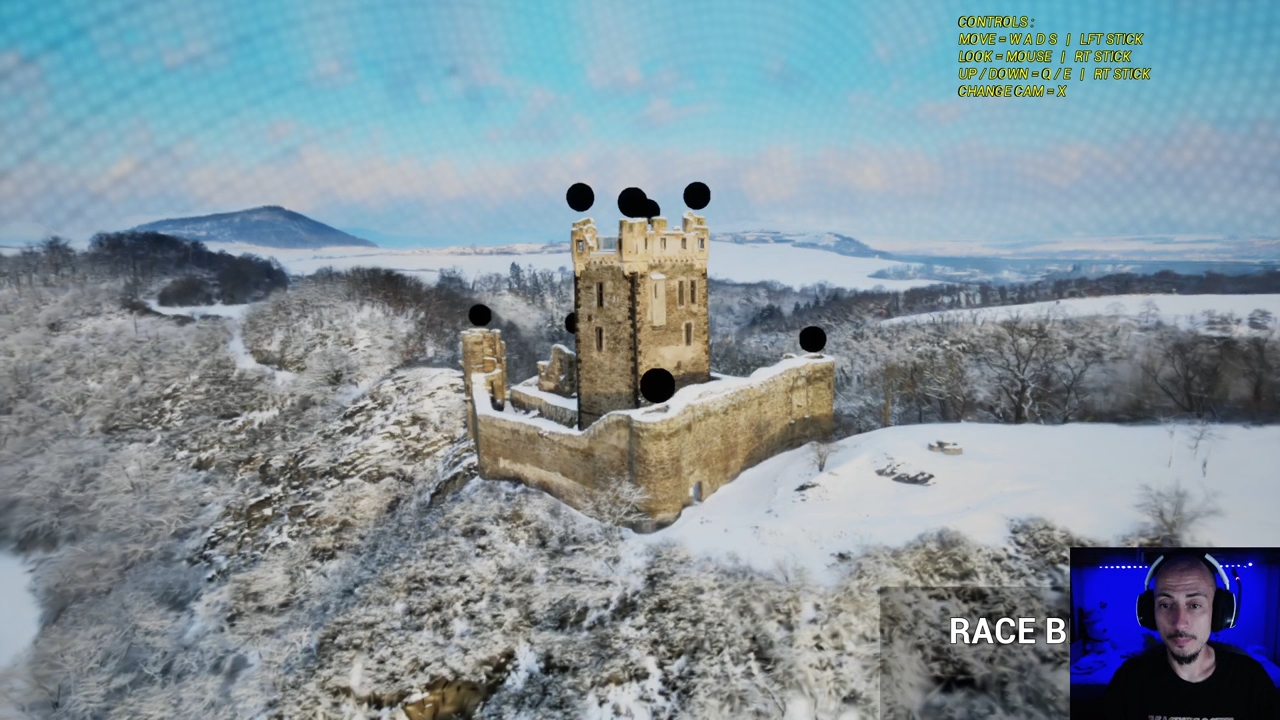 CONTROLS:
MOVE = W A D S | LFT STICK
LOOK = MOUSE | RT STICK
UP / DOWN = Q / E | RT STICK
CHANGE CAM = X
RACE B